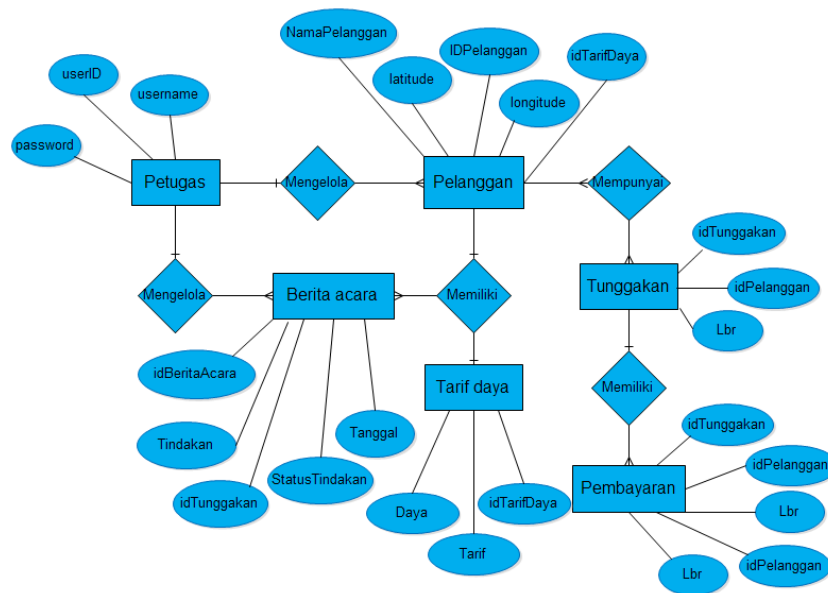 NamaPelanggan
IDPelanggan
idTarifDaya
userID
latitude
username
longitude
password
Petugas
Mengelola
Pelanggan
Mempunyai
idTunggakan
Mengelola
Berita acara
Memiliki
Tunggakan
idPelanggan
Lbr
idBeritaAcara
Tarif daya
Memiliki
idTunggakan
Tindakan
Tanggal
idPelanggan
StatusTindakan
Pembayaran
idTunggakan
Daya
idTarifDaya
Lbr
Tarif
idPelanggan
Lbr